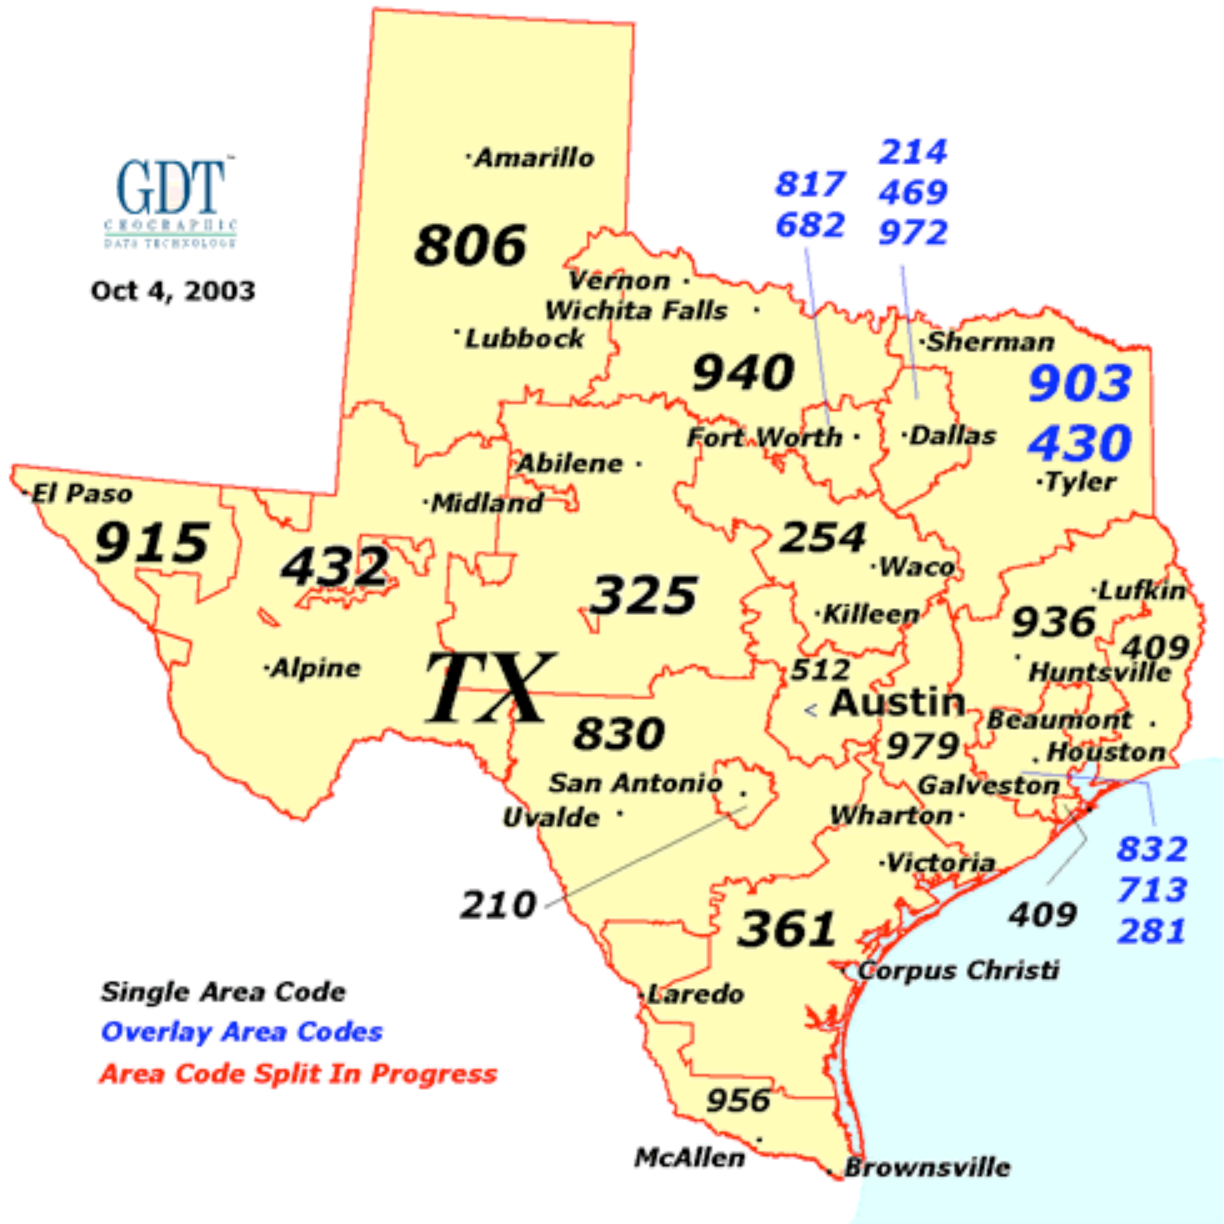 GDT
GEOGRAPHIC
DATA TECHNOLOGY
Oct 4, 2003
Amarillo
806
Lubbock
817
682
214
469
972
Vernon
Wichita Falls
940
Sherman
903
430
Tyler
Fort Worth
Dallas
Abilene
Midland
El Paso
915
432
325
254
Waco
Killeen
Lufkin
936
409
Huntsville
Alpine
TX
512
< Austin
830
979
Beaumont
Houston
San Antonio
Galveston
Uvalde
Wharton
Victoria
210
361
409
832
713
281
Corpus Christi
Laredo
Single Area Code
Overlay Area Codes
Area Code Split In Progress
956
McAllen
Brownsville